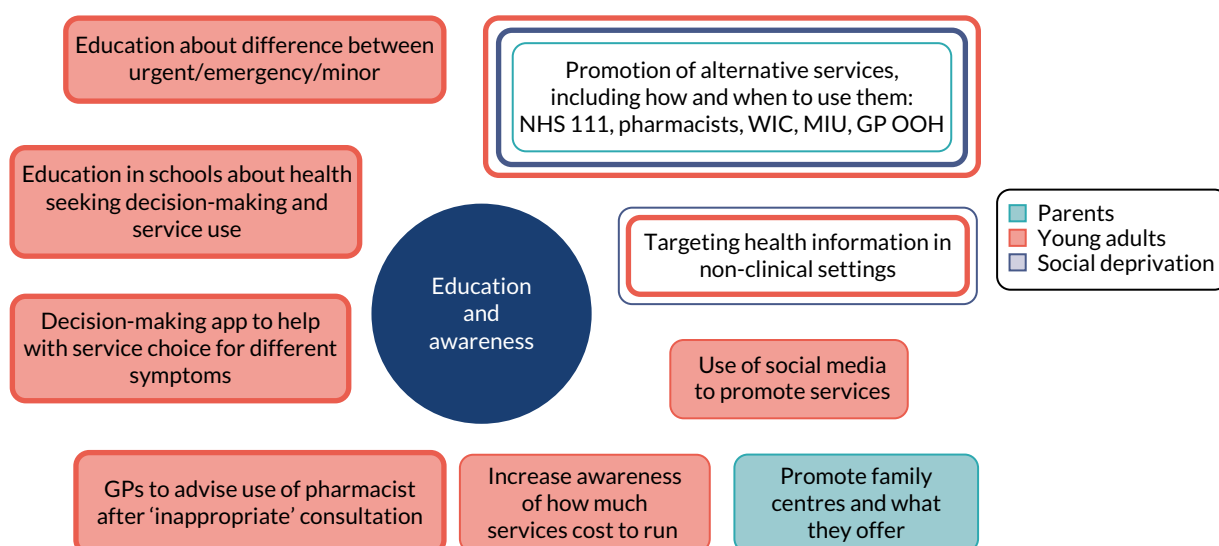 Education about difference between
urgent/emergency/minor
Promotion of alternative services,
including how and when to use them:
NHS 111, pharmacists, WIC, MIU, GP OOH
Education in schools about health
seeking decision-making and
service use
Targeting health information in
non-clinical settings
Parents
Young adults
Social deprivation
Education
and
awareness
Decision-making app to help
with service choice for different
symptoms
Use of social media
to promote services
GPs to advise use of pharmacist
after ‘inappropriate’ consultation
Increase awareness
of how much
services cost to run
Promote family
centres and what
they offer